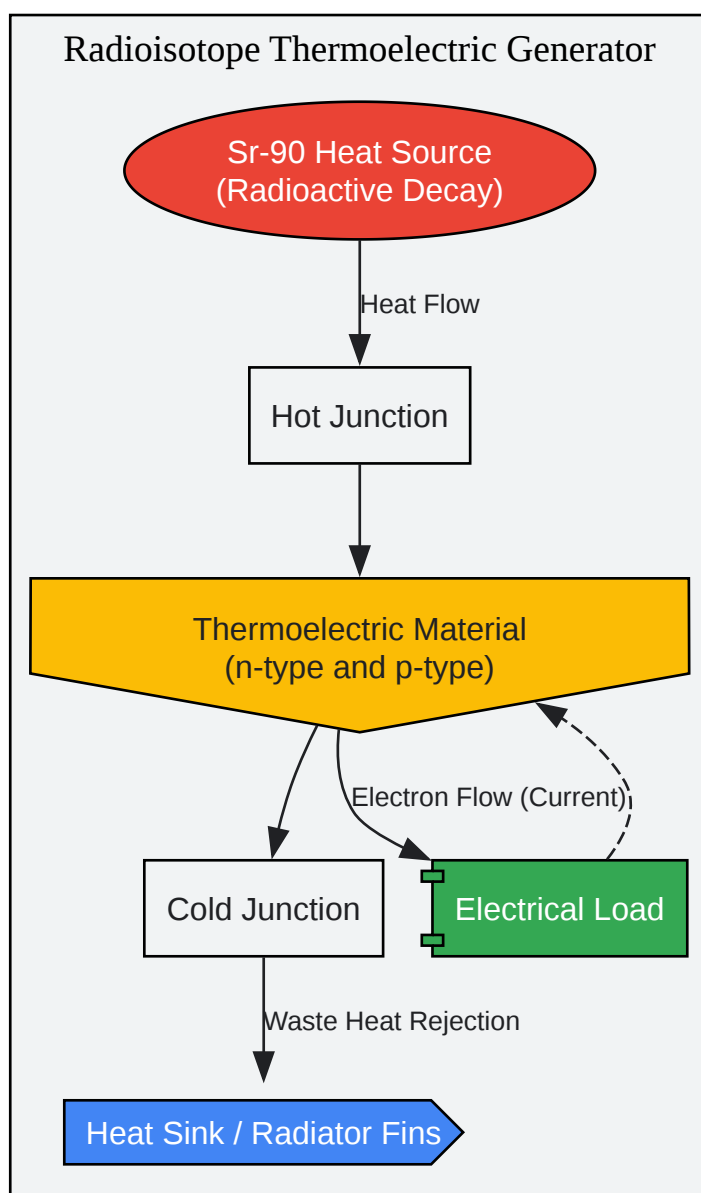 Radioisotope Thermoelectric Generator
Sr-90 Heat Source
(Radioactive Decay)
Heat Flow
Hot Junction
Thermoelectric Material
(n-type and p-type)
Electron Flow (Current)
Cold Junction
Electrical Load
Waste Heat Rejection
Heat Sink / Radiator Fins